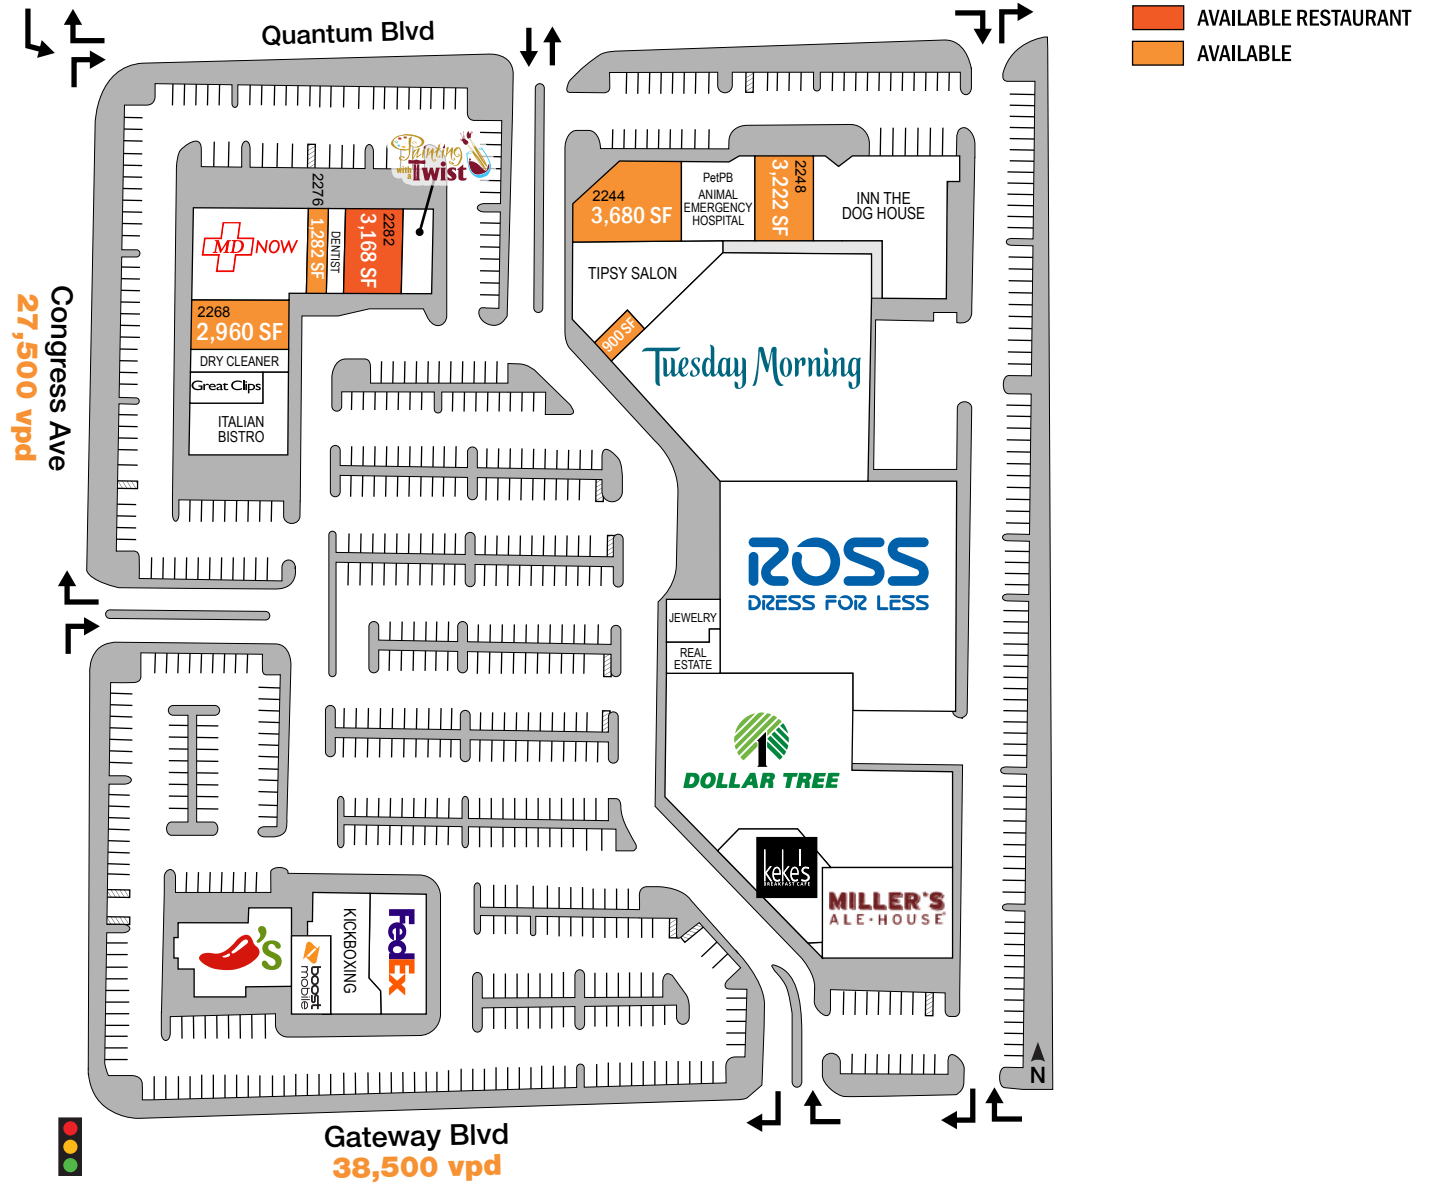 AVAILABLE RESTAURANT
AVAILABLE
Quantum Blvd
Painting
with a Twist
2276
1,282 SF
DENTIST
2282
3,168 SF
MD NOW
2268
2,960 SF
DRY CLEANER
Great Clips
ITALIAN
BISTRO
Congress Ave
27,500 vpd
2244
3,680 SF
PetPB
ANIMAL
EMERGENCY
HOSPITAL
2248
3,222 SF
INN THE
DOG HOUSE
TIPSY SALON
900 SF
Tuesday Morning
ROSS
DRESS FOR LESS
JEWELRY
REAL
ESTATE
DOLLAR TREE
kekes
BREAKFAST CAFE
MILLER'S
ALE·HOUSE
'S
boost
mobile
KICKBOXING
FedEx
N
Gateway Blvd
38,500 vpd